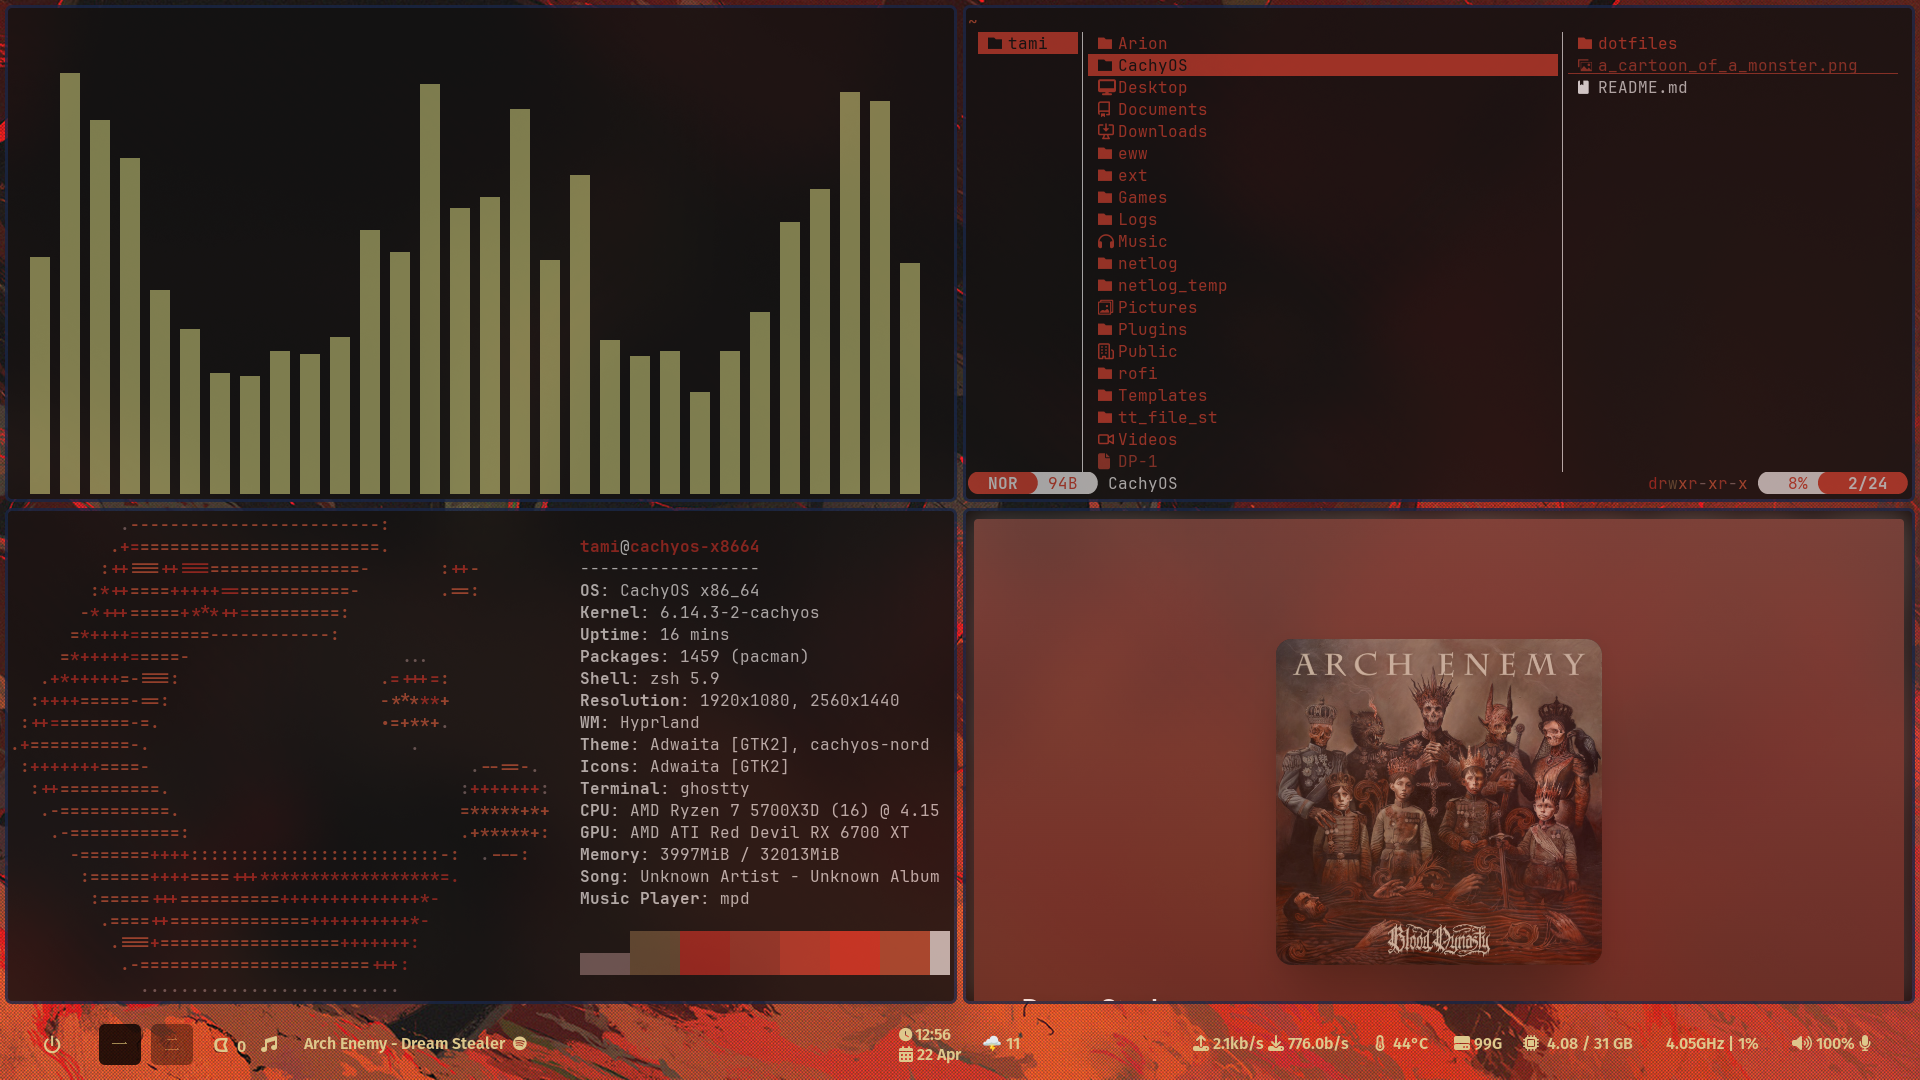 ~
tami
Arion
CachyOS
Desktop
Documents
Downloads
eww
ext
Games
Logs
Music
netlog
netlog_temp
Pictures
Plugins
Public
rofi
Templates
tt_file_st
Videos
DP-1
dotfiles
a_cartoon_of_a_monster.png
README.md
NOR 94B CachyOS
drwxr-xr-x 8% 2/24
tami@cachyos-x8664
------------------
OS: CachyOS x86_64
Kernel: 6.14.3-2-cachyos
Uptime: 16 mins
Packages: 1459 (pacman)
Shell: zsh 5.9
Resolution: 1920x1080, 2560x1440
WM: Hyprland
Theme: Adwaita [GTK2], cachyos-nord
Icons: Adwaita [GTK2]
Terminal: ghostty
CPU: AMD Ryzen 7 5700X3D (16) @ 4.15
GPU: AMD ATI Red Devil RX 6700 XT
Memory: 3997MiB / 32013MiB
Song: Unknown Artist - Unknown Album
Music Player: mpd
ARCH ENEMY
Blood Dynasty
一 二 0 Arch Enemy - Dream Stealer
12:56
22 Apr
11
2.1kb/s 776.0b/s 44°C 99G 4.08 / 31 GB 4.05GHz | 1% 100%